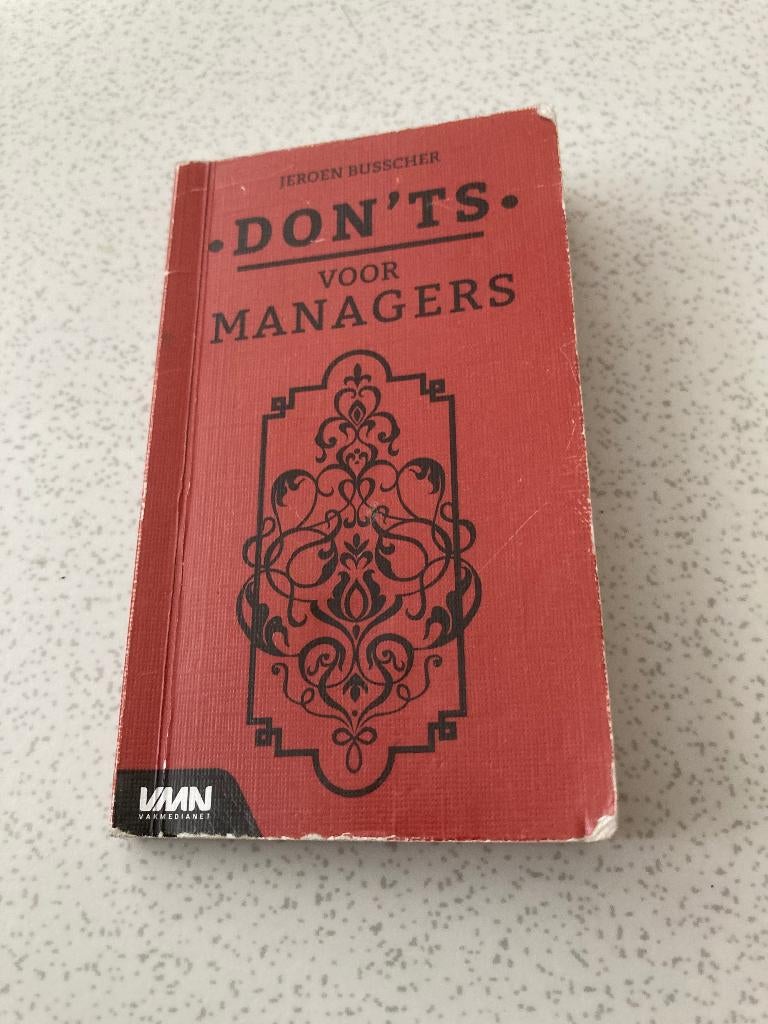 JEROEN BUSSCHER
·DON'TS·
VOOR
MANAGERS
VMN
VAKMEDIANET